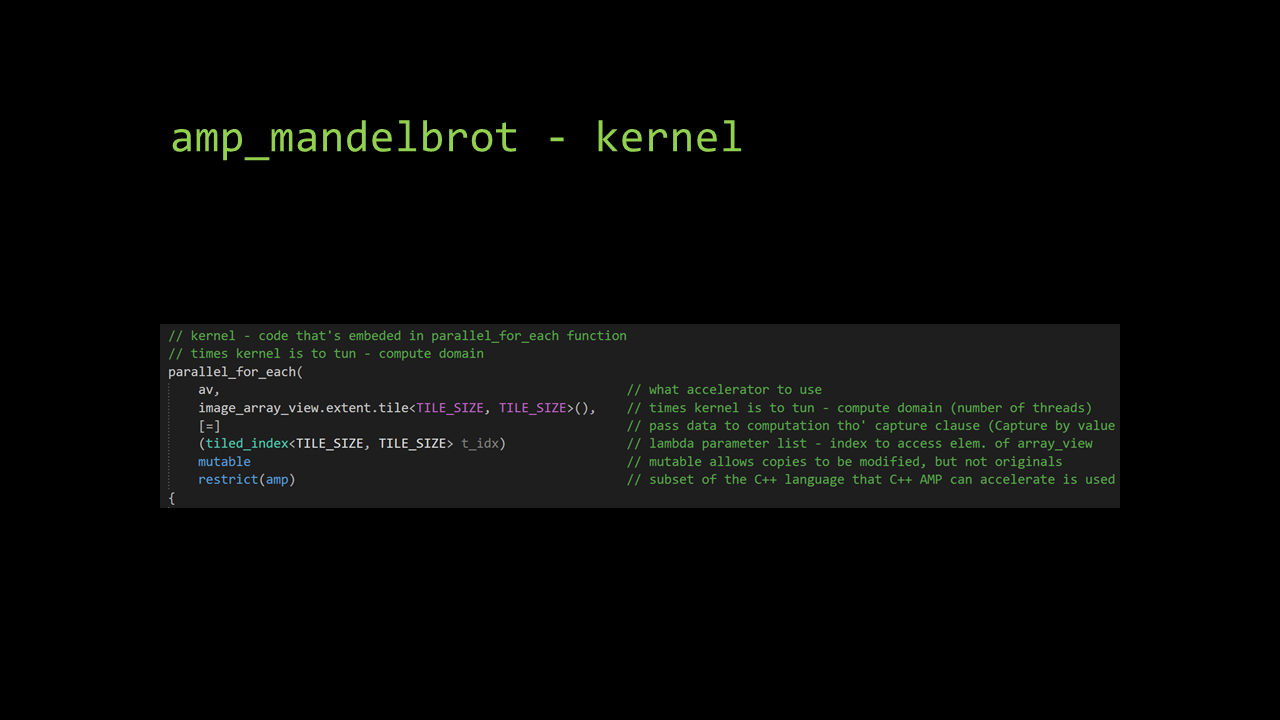 amp_mandelbrot - kernel
// kernel - code that's embeded in parallel_for_each function
// times kernel is to tun - compute domain
parallel_for_each(
av, // what accelerator to use
image_array_view.extent.tile<TILE_SIZE, TILE_SIZE>(), // times kernel is to tun - compute domain (number of threads)
[=] // pass data to computation tho' capture clause (Capture by value
(tiled_index<TILE_SIZE, TILE_SIZE> t_idx) // lambda parameter list - index to access elem. of array_view
mutable // mutable allows copies to be modified, but not originals
restrict(amp) // subset of the C++ language that C++ AMP can accelerate is used
{